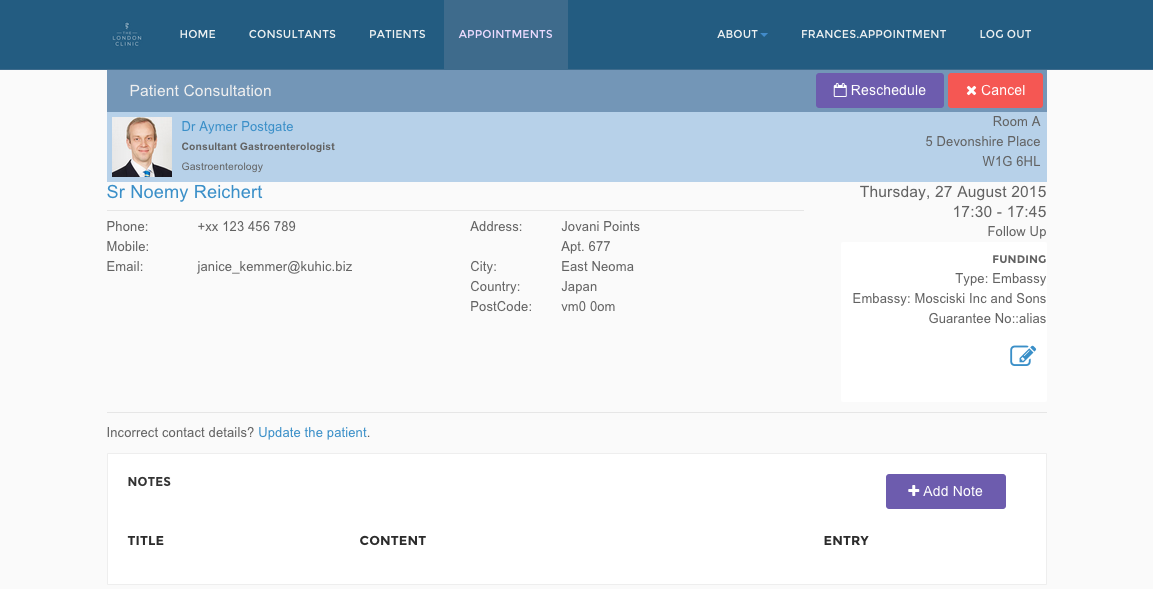 THE
LONDON
CLINIC
HOME CONSULTANTS PATIENTS APPOINTMENTS ABOUT FRANCES.APPOINTMENT LOG OUT
Patient Consultation Reschedule Cancel
Dr Aymer Postgate
Consultant Gastroenterologist
Gastroenterology
Room A
5 Devonshire Place
W1G 6HL
Sr Noemy Reichert
Thursday, 27 August 2015
17:30 - 17:45
Follow Up
Phone: +xx 123 456 789
Mobile:
Email: janice_kemmer@kuhic.biz
Address: Jovani Points
Apt. 677
City: East Neoma
Country: Japan
PostCode: vm0 0om
FUNDING
Type: Embassy
Embassy: Mosciski Inc and Sons
Guarantee No::alias
Incorrect contact details? Update the patient.
NOTES
Add Note
TITLE CONTENT ENTRY